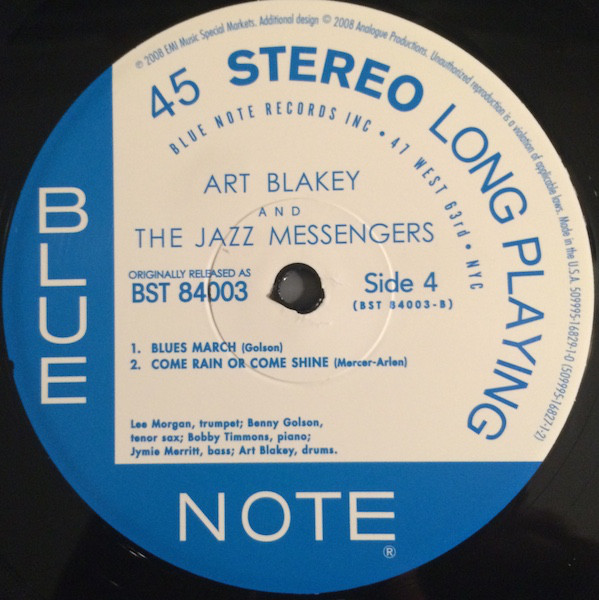 ℗ 2008 EMI Music Special Markets. Additional design © 2008 Analogue Productions. Unauthorized reproduction is a violation of applicable laws. Made in the U.S.A. 509995-16829-1-0 (509995-16827-1-2)
45 STEREO LONG PLAYING
BLUE NOTE RECORDS INC • 47 WEST 63rd • NYC
ART BLAKEY
AND
THE JAZZ MESSENGERS
ORIGINALLY RELEASED AS
BST 84003
Side 4
(BST 84003-B)
1. BLUES MARCH (Golson)
2. COME RAIN OR COME SHINE (Mercer-Arlen)
Lee Morgan, trumpet; Benny Golson,
tenor sax; Bobby Timmons, piano;
Jymie Merritt, bass; Art Blakey, drums.
BLUE
NOTE®